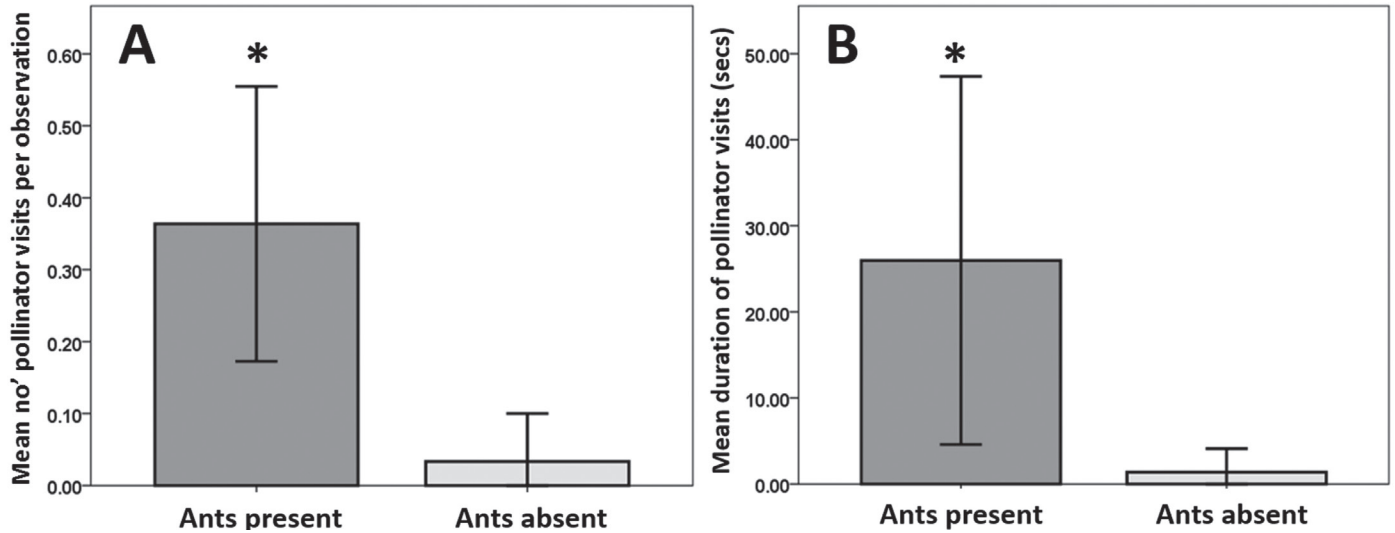 A
*
Mean no' pollinator visits per observation
0.60
0.50
0.40
0.30
0.20
0.10
0.00
Ants present
Ants absent
B
*
Mean duration of pollinator visits (secs)
50.00
40.00
30.00
20.00
10.00
0.00
Ants present
Ants absent